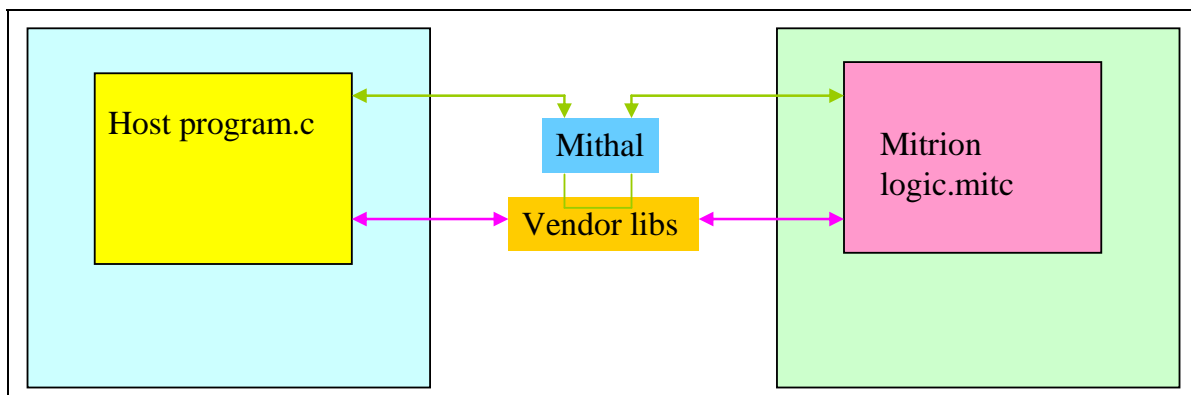 Host program.c
Mithal
Vendor libs
Mitrion
logic.mitc